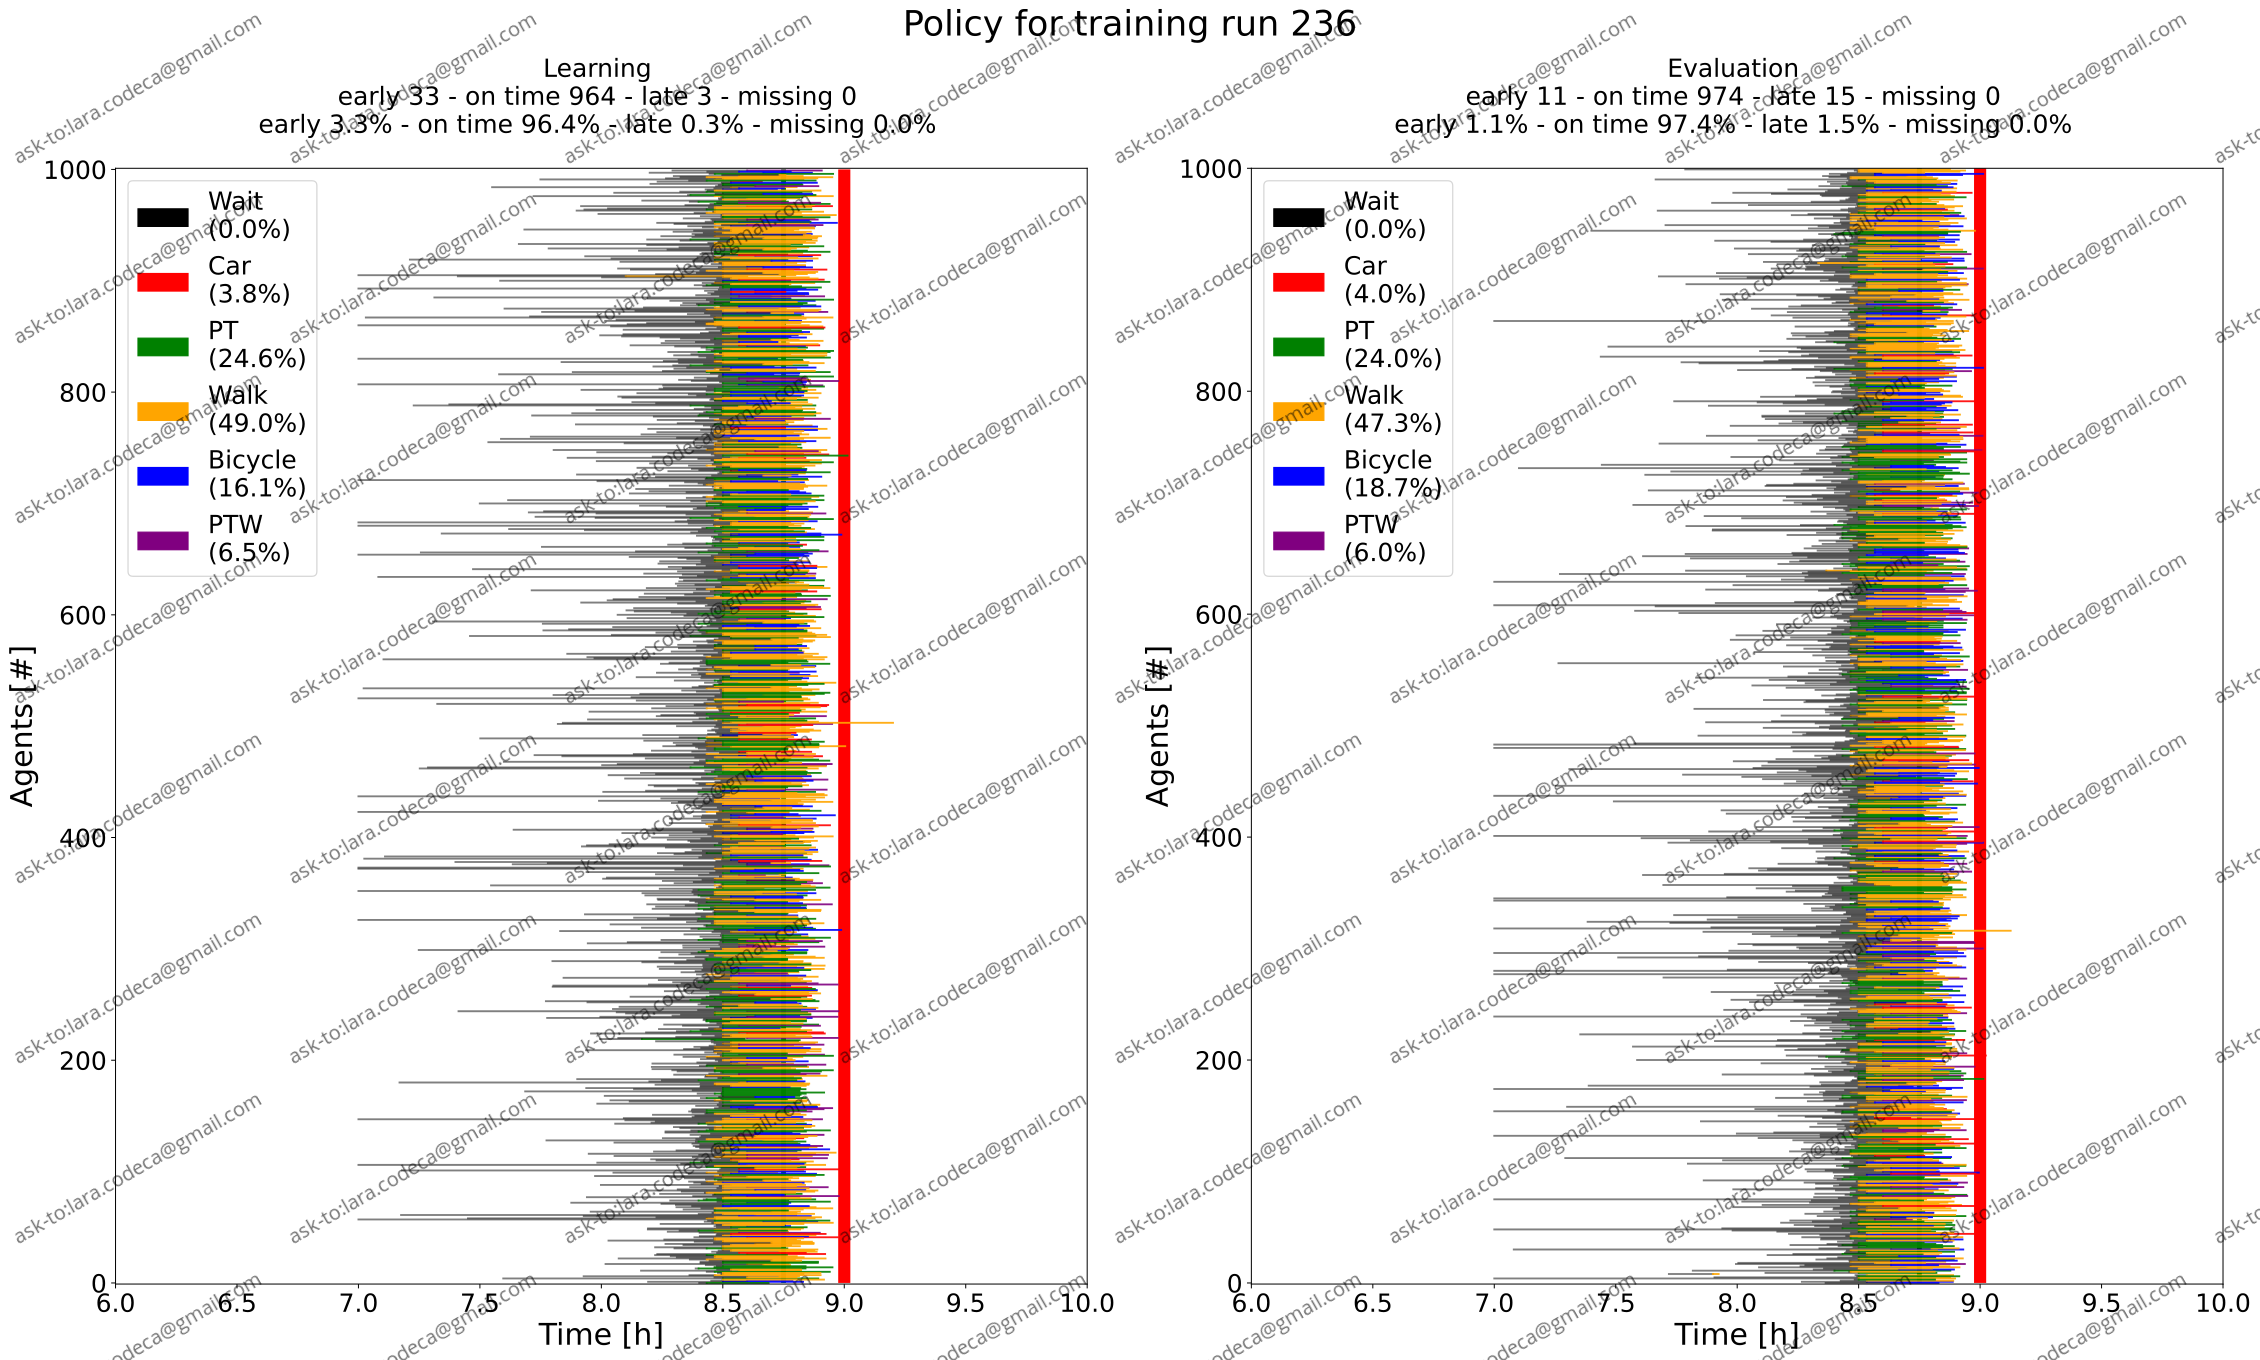 Policy for training run 236
Learning
early 33 - on time 964 - late 3 - missing 0
early 3.3% - on time 96.4% - late 0.3% - missing 0.0%
Wait
(0.0%)
Car
(3.8%)
PT
(24.6%)
Walk
(49.0%)
Bicycle
(16.1%)
PTW
(6.5%)
1000
800
600
400
200
0
Agents [#]
6.0 6.5 7.0 7.5 8.0 8.5 9.0 9.5 10.0
Time [h]
Evaluation
early 11 - on time 974 - late 15 - missing 0
early 1.1% - on time 97.4% - late 1.5% - missing 0.0%
Wait
(0.0%)
Car
(4.0%)
PT
(24.0%)
Walk
(47.3%)
Bicycle
(18.7%)
PTW
(6.0%)
1000
800
600
400
200
0
Agents [#]
6.0 6.5 7.0 7.5 8.0 8.5 9.0 9.5 10.0
Time [h]
ask-to:lara.codeca@gmail.com